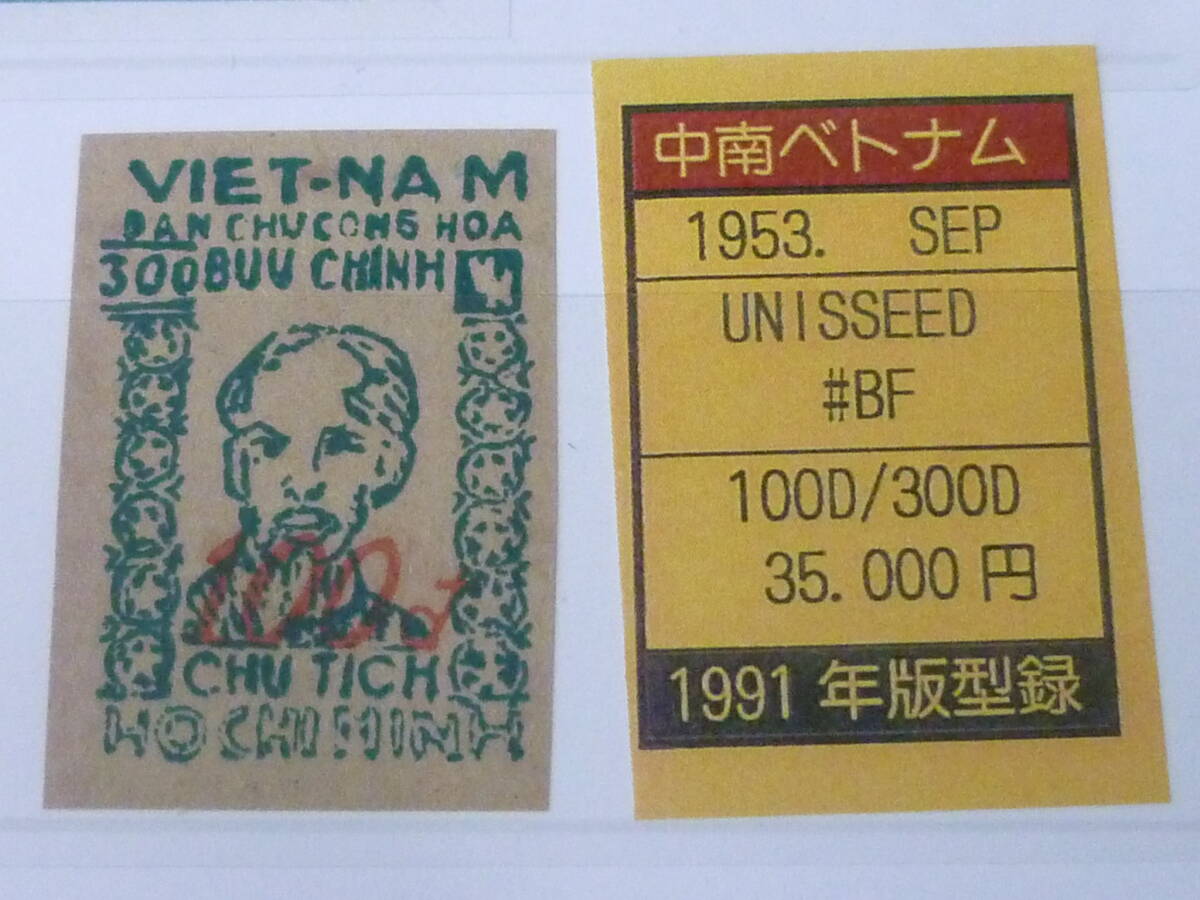 VIET-NAM
DAN CHU CONG HOA
300 BUU CHINH
100đ
CHU TICH
HO CHI MINH
中南ベトナム
1953. SEP
UNISSEED
#BF
100D/300D
35.000 円
1991 年版型録